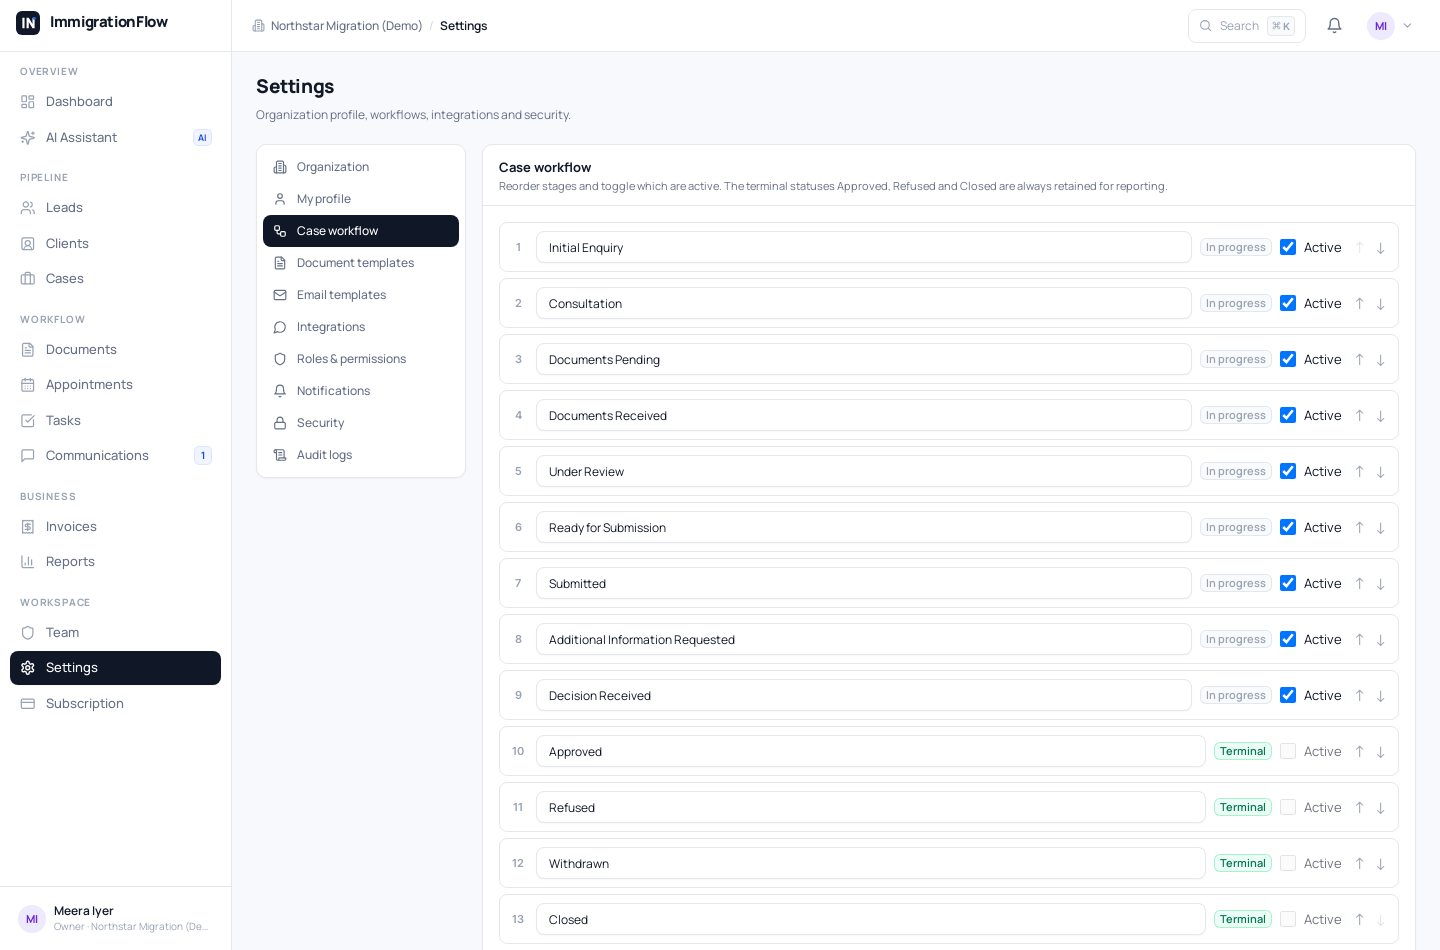 IN ImmigrationFlow
Northstar Migration (Demo) / Settings
Search ⌘ K
MI
OVERVIEW
Dashboard
AI Assistant AI
PIPELINE
Leads
Clients
Cases
WORKFLOW
Documents
Appointments
Tasks
Communications 1
BUSINESS
Invoices
Reports
WORKSPACE
Team
Settings
Subscription
MI
Meera Iyer
Owner · Northstar Migration (De...
Settings
Organization profile, workflows, integrations and security.
Organization
My profile
Case workflow
Document templates
Email templates
Integrations
Roles & permissions
Notifications
Security
Audit logs
Case workflow
Reorder stages and toggle which are active. The terminal statuses Approved, Refused and Closed are always retained for reporting.
1 Initial Enquiry In progress Active ↑ ↓
2 Consultation In progress Active ↑ ↓
3 Documents Pending In progress Active ↑ ↓
4 Documents Received In progress Active ↑ ↓
5 Under Review In progress Active ↑ ↓
6 Ready for Submission In progress Active ↑ ↓
7 Submitted In progress Active ↑ ↓
8 Additional Information Requested In progress Active ↑ ↓
9 Decision Received In progress Active ↑ ↓
10 Approved Terminal Active ↑ ↓
11 Refused Terminal Active ↑ ↓
12 Withdrawn Terminal Active ↑ ↓
13 Closed Terminal Active ↑ ↓